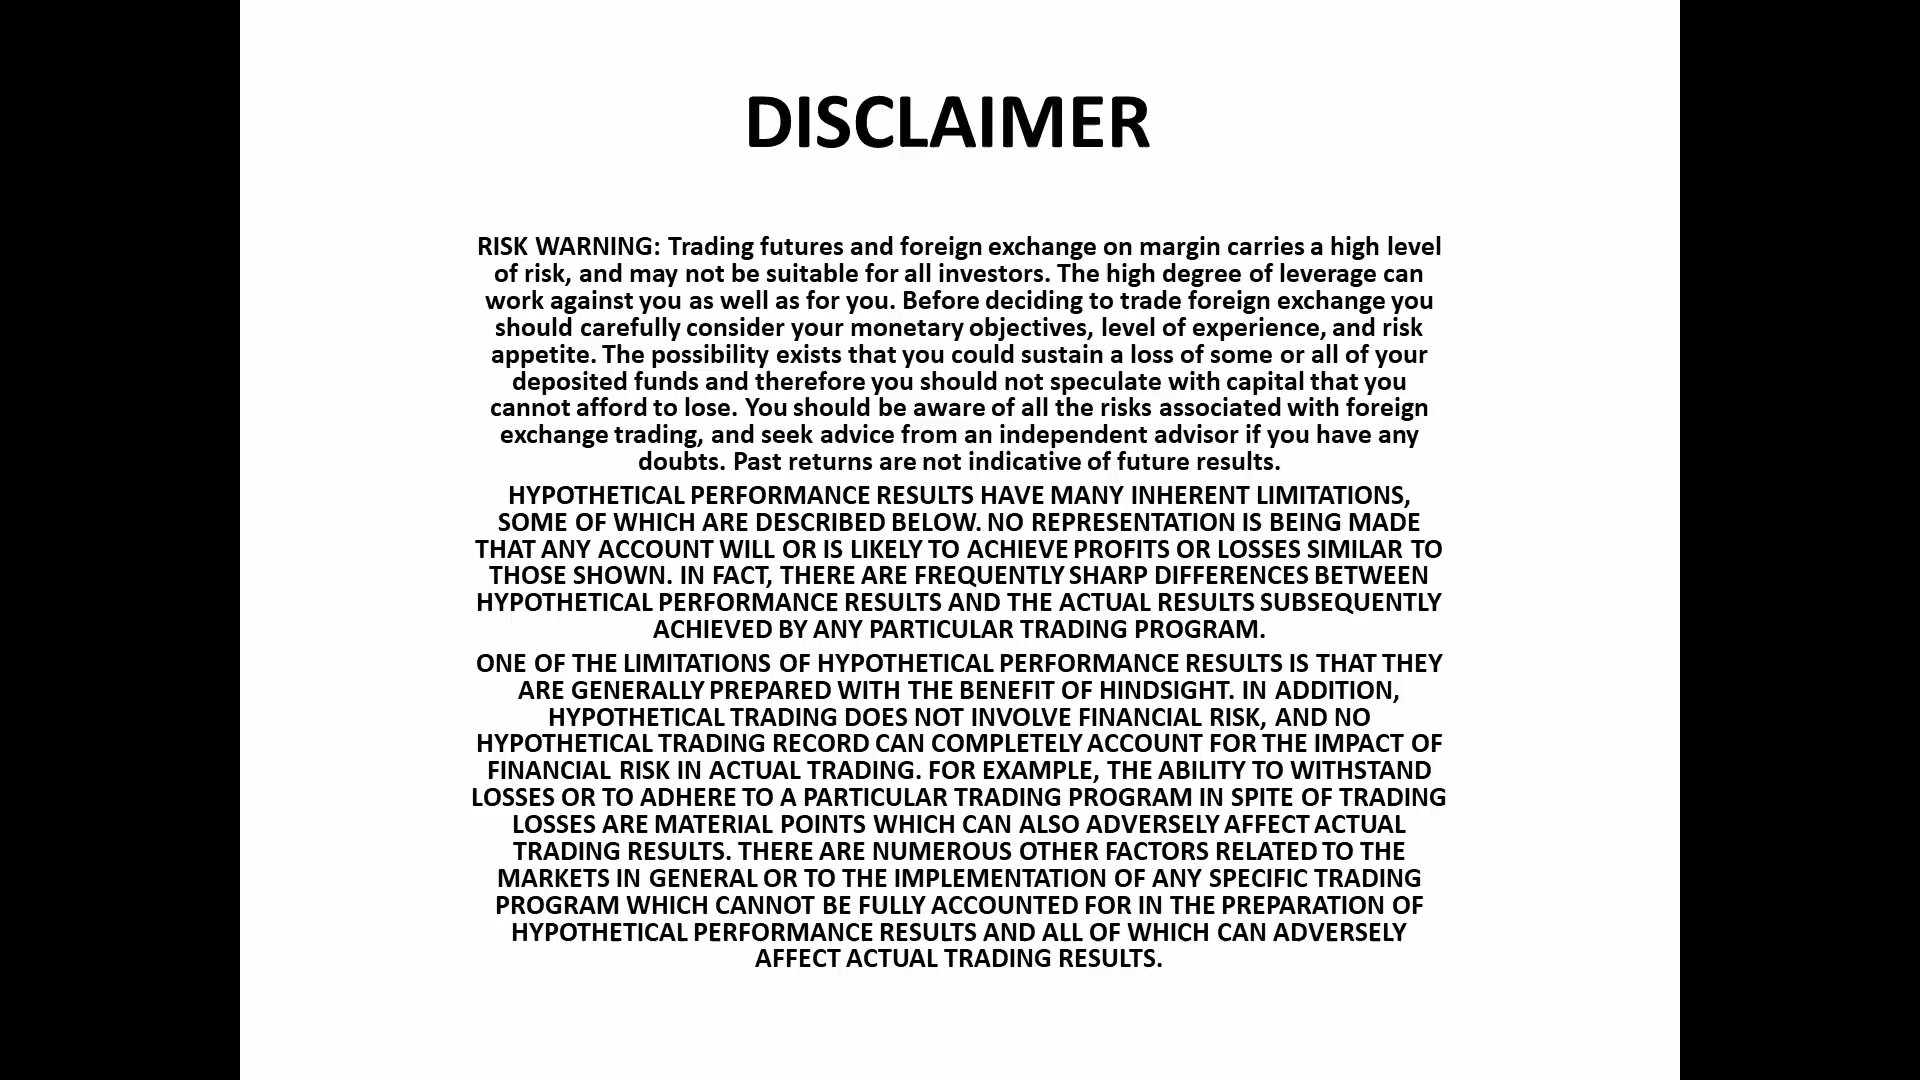 DISCLAIMER
RISK WARNING: Trading futures and foreign exchange on margin carries a high level
of risk, and may not be suitable for all investors. The high degree of leverage can
work against you as well as for you. Before deciding to trade foreign exchange you
should carefully consider your monetary objectives, level of experience, and risk
appetite. The possibility exists that you could sustain a loss of some or all of your
deposited funds and therefore you should not speculate with capital that you
cannot afford to lose. You should be aware of all the risks associated with foreign
exchange trading, and seek advice from an independent advisor if you have any
doubts. Past returns are not indicative of future results.
HYPOTHETICAL PERFORMANCE RESULTS HAVE MANY INHERENT LIMITATIONS,
SOME OF WHICH ARE DESCRIBED BELOW. NO REPRESENTATION IS BEING MADE
THAT ANY ACCOUNT WILL OR IS LIKELY TO ACHIEVE PROFITS OR LOSSES SIMILAR TO
THOSE SHOWN. IN FACT, THERE ARE FREQUENTLY SHARP DIFFERENCES BETWEEN
HYPOTHETICAL PERFORMANCE RESULTS AND THE ACTUAL RESULTS SUBSEQUENTLY
ACHIEVED BY ANY PARTICULAR TRADING PROGRAM.
ONE OF THE LIMITATIONS OF HYPOTHETICAL PERFORMANCE RESULTS IS THAT THEY
ARE GENERALLY PREPARED WITH THE BENEFIT OF HINDSIGHT. IN ADDITION,
HYPOTHETICAL TRADING DOES NOT INVOLVE FINANCIAL RISK, AND NO
HYPOTHETICAL TRADING RECORD CAN COMPLETELY ACCOUNT FOR THE IMPACT OF
FINANCIAL RISK IN ACTUAL TRADING. FOR EXAMPLE, THE ABILITY TO WITHSTAND
LOSSES OR TO ADHERE TO A PARTICULAR TRADING PROGRAM IN SPITE OF TRADING
LOSSES ARE MATERIAL POINTS WHICH CAN ALSO ADVERSELY AFFECT ACTUAL
TRADING RESULTS. THERE ARE NUMEROUS OTHER FACTORS RELATED TO THE
MARKETS IN GENERAL OR TO THE IMPLEMENTATION OF ANY SPECIFIC TRADING
PROGRAM WHICH CANNOT BE FULLY ACCOUNTED FOR IN THE PREPARATION OF
HYPOTHETICAL PERFORMANCE RESULTS AND ALL OF WHICH CAN ADVERSELY
AFFECT ACTUAL TRADING RESULTS.